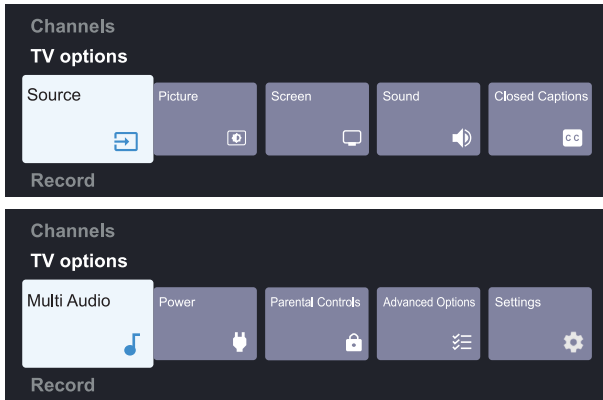 Channels
TV options
Source Picture Screen Sound Closed Captions
CC
Record
Channels
TV options
Multi Audio Power Parental Controls Advanced Options Settings
Record